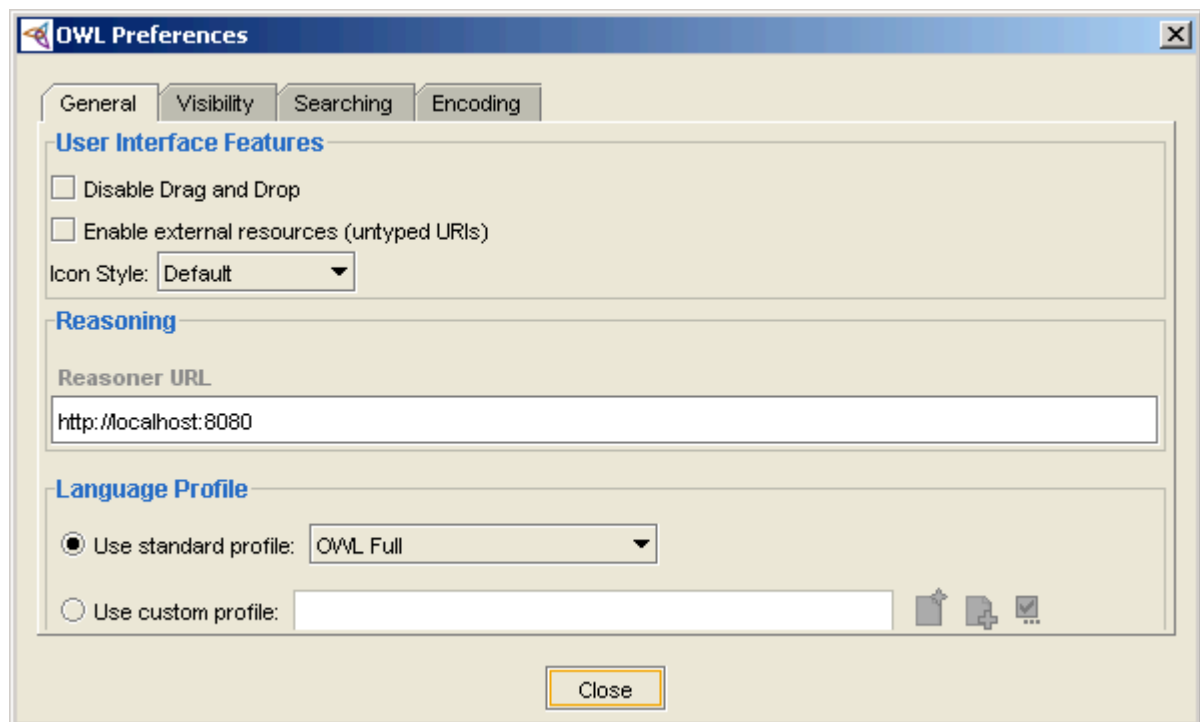 OWL Preferences
General Visibility Searching Encoding
User Interface Features
Disable Drag and Drop
Enable external resources (untyped URIs)
Icon Style: Default
Reasoning
Reasoner URL
http://localhost:8080
Language Profile
Use standard profile: OWL Full
Use custom profile:
Close